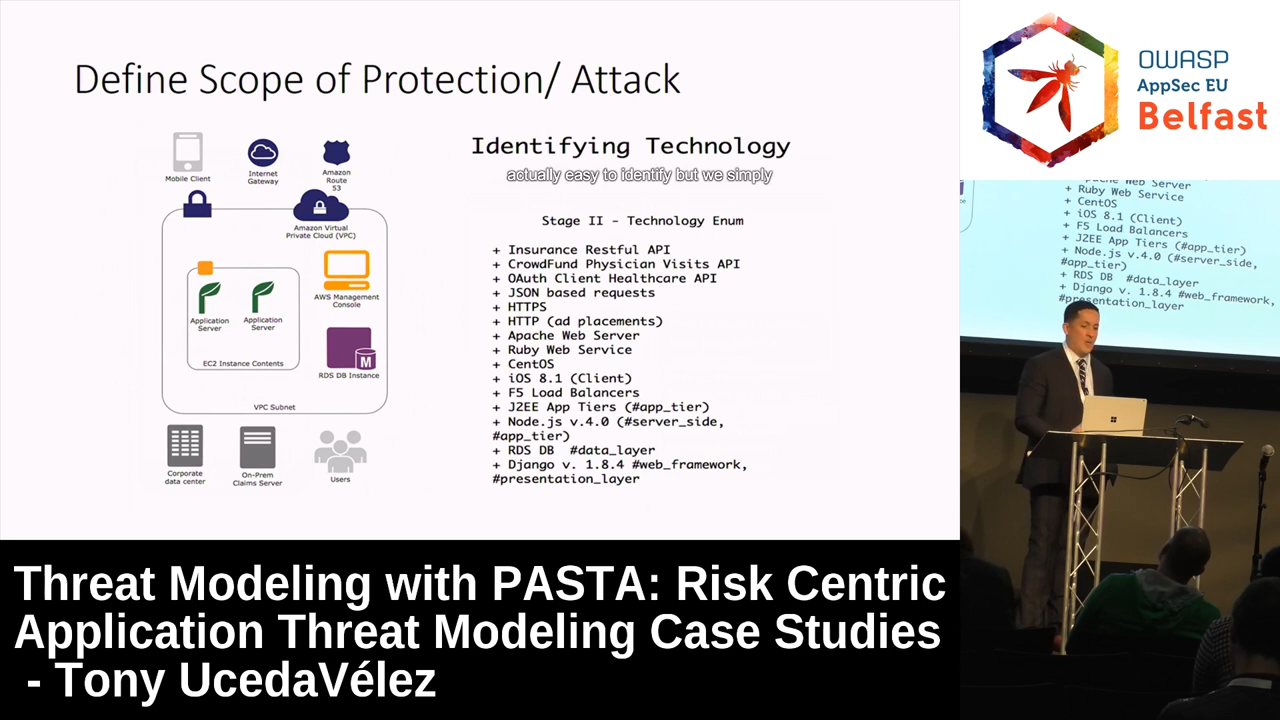 Define Scope of Protection/ Attack
Mobile Client
Internet
Gateway
Amazon
Route
53
Amazon Virtual
Private Cloud (VPC)
AWS Management
Console
Application
Server
Application
Server
EC2 Instance Contents
M
RDS DB Instance
VPC Subnet
Corporate
data center
On-Prem
Claims Server
Users
Identifying Technology
actually easy to identify but we simply
Stage II - Technology Enum
+ Insurance Restful API
+ CrowdFund Physician Visits API
+ OAuth Client Healthcare API
+ JSON based requests
+ HTTPS
+ HTTP (ad placements)
+ Apache Web Server
+ Ruby Web Service
+ CentOS
+ iOS 8.1 (Client)
+ F5 Load Balancers
+ J2EE App Tiers (#app_tier)
+ Node.js v.4.0 (#server_side,
#app_tier)
+ RDS DB #data_layer
+ Django v. 1.8.4 #web_framework,
#presentation_layer
OWASP
AppSec EU
Belfast
Web Server
+ Ruby Web Service
+ CentOS
+ iOS 8.1 (Client)
+ F5 Load Balancers
+ J2EE App Tiers (#app_tier)
+ Node.js v.4.0 (#server_side,
#app_tier)
+ RDS DB #data_layer
+ Django v. 1.8.4 #web_framework,
#presentation_layer
Threat Modeling with PASTA: Risk Centric
Application Threat Modeling Case Studies
- Tony UcedaVélez